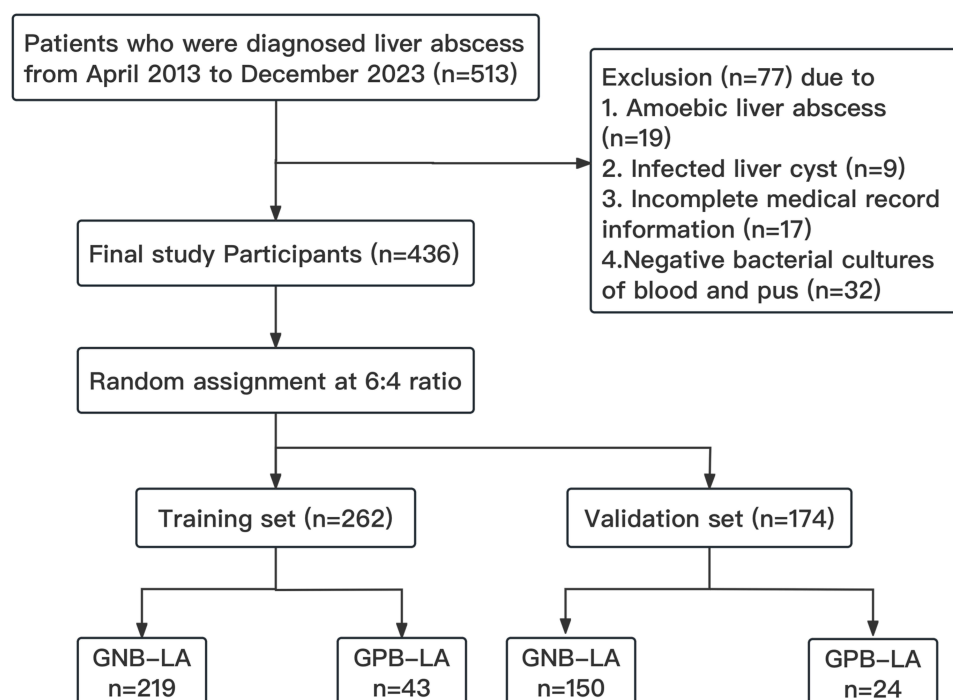 Patients who were diagnosed liver abscess
from April 2013 to December 2023 (n=513)
Exclusion (n=77) due to
1. Amoebic liver abscess
(n=19)
2. Infected liver cyst (n=9)
3. Incomplete medical record
information (n=17)
4.Negative bacterial cultures
of blood and pus (n=32)
Final study Participants (n=436)
Random assignment at 6:4 ratio
Training set (n=262)
Validation set (n=174)
GNB–LA
n=219
GPB–LA
n=43
GNB–LA
n=150
GPB–LA
n=24